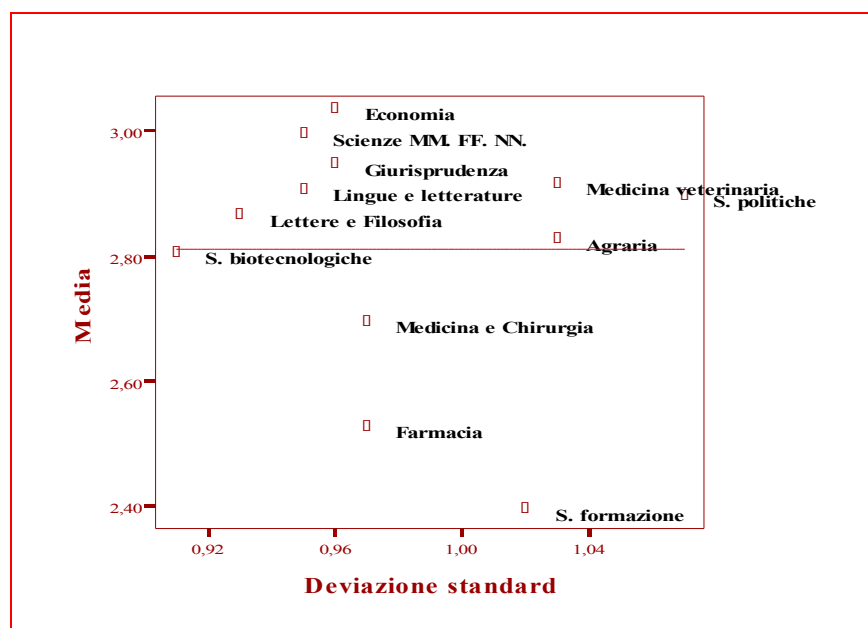 Economia
3,00
Scienze MM. FF. NN.
Giurisprudenza
Medicina veterinaria
Lingue e letterature
S. politiche
Lettere e Filosofia
Agraria
S. biotecnologiche
2,80
Media
Medicina e Chirurgia
2,60
Farmacia
2,40
S. formazione
0,92
0,96
1,00
1,04
Deviazione standard